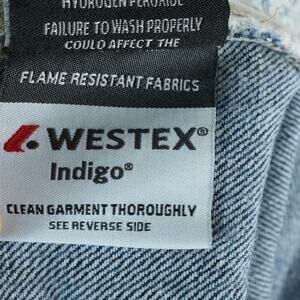 HYDROGEN PEROXIDE
FAILURE TO WASH PROPERLY
COULD AFFECT THE
FLAME RESISTANT FABRICS
WESTEX®
Indigo®
CLEAN GARMENT THOROUGHLY
SEE REVERSE SIDE